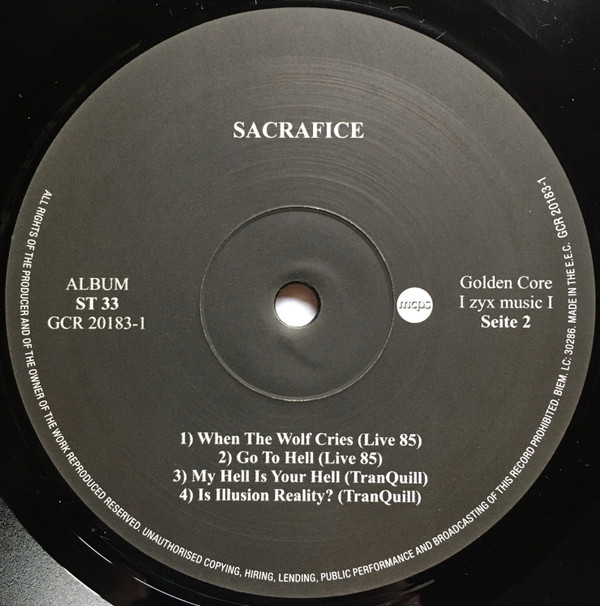 SACRAFICE
ALBUM
ST 33
GCR 20183-1
mcps
Golden Core
I zyx music I
Seite 2
1) When The Wolf Cries (Live 85)
2) Go To Hell (Live 85)
3) My Hell Is Your Hell (TranQuill)
4) Is Illusion Reality? (TranQuill)
ALL RIGHTS OF THE PRODUCER AND OF THE OWNER OF THE WORK REPRODUCED RESERVED. UNAUTHORISED COPYING, HIRING, LENDING, PUBLIC PERFORMANCE AND BROADCASTING OF THIS RECORD PROHIBITED. BIEM. LC: 30286. MADE IN THE E.E.C. GCR 20183-1